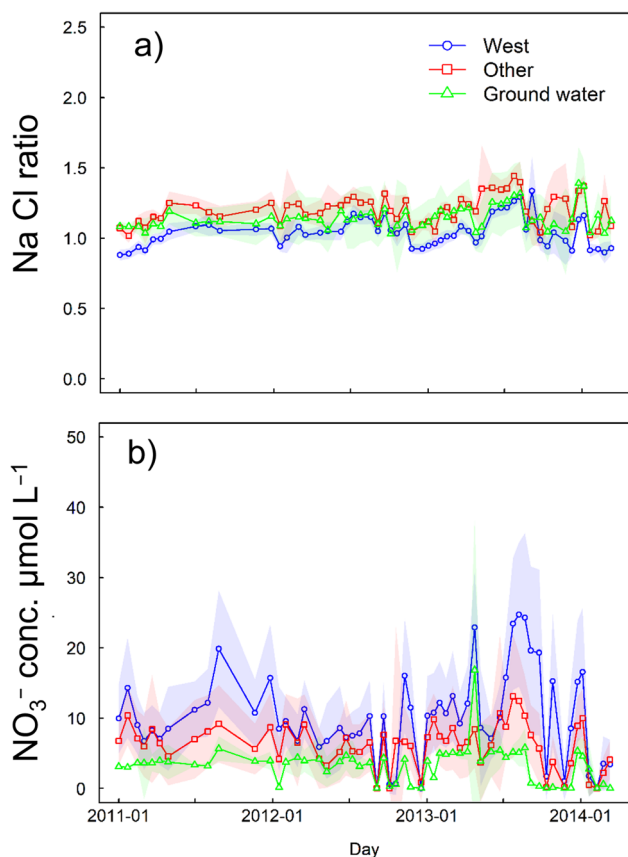 a)
West
Other
Ground water
Na Cl ratio
2.5
2.0
1.5
1.0
0.5
0.0
b)
NO₃⁻ conc. μmol L⁻¹
50
40
30
20
10
0
2011-01 2012-01 2013-01 2014-01
Day